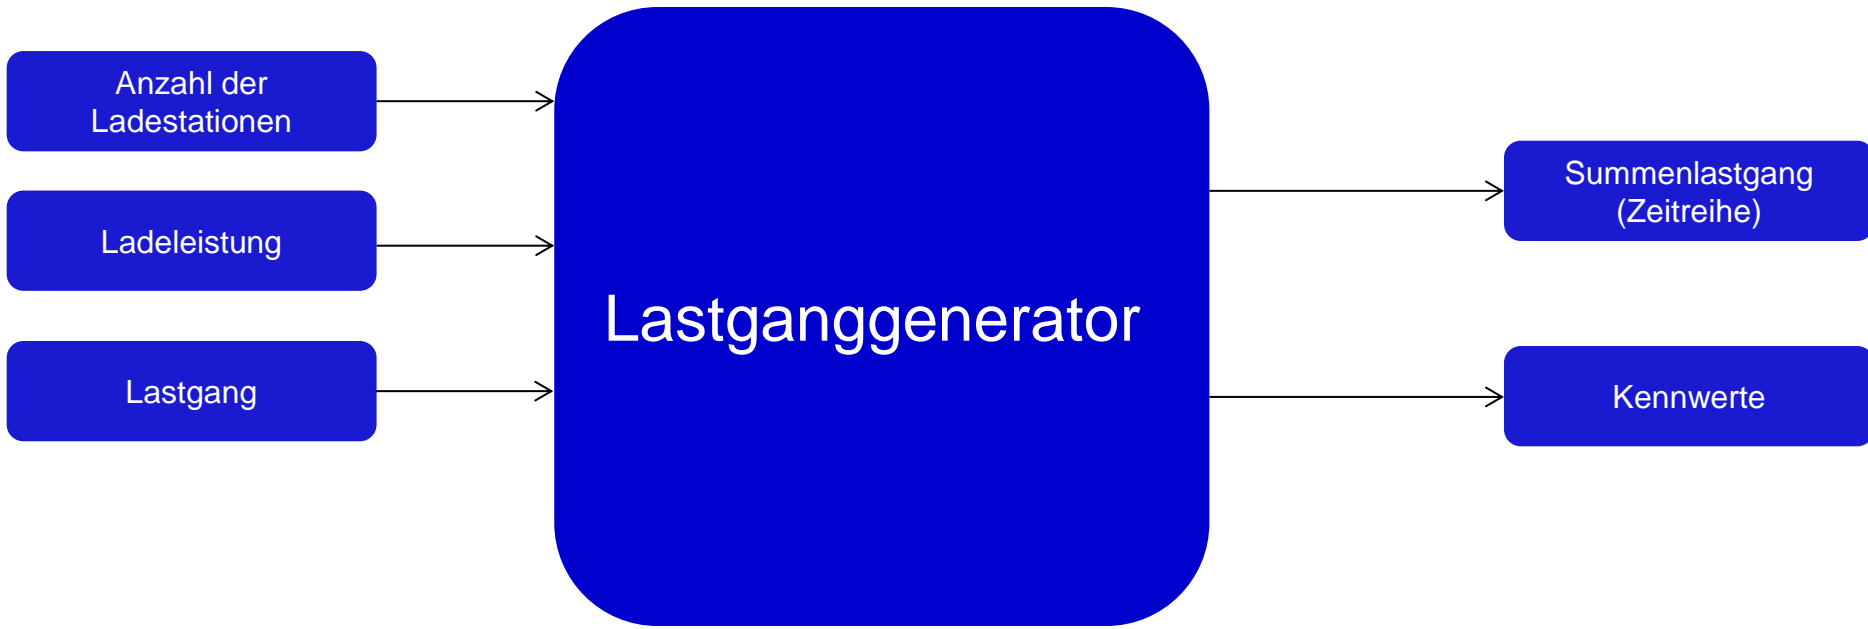 Anzahl der
Ladestationen
Ladeleistung
Lastgang
Lastganggenerator
Summenlastgang
(Zeitreihe)
Kennwerte